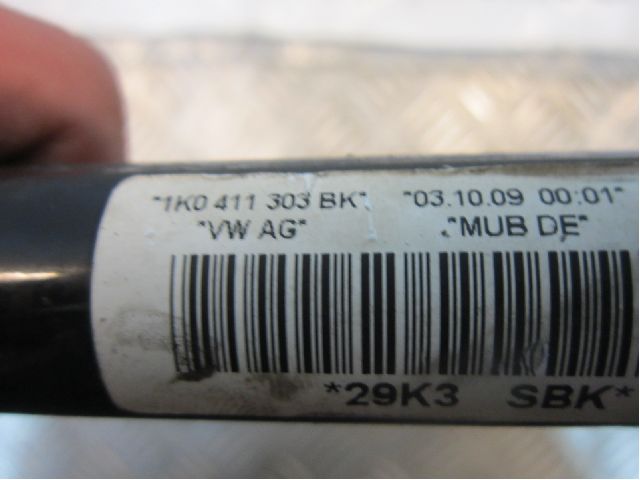 "1K0 411 303 BK" "03.10.09 00:01"
"VW AG" "MUB DE"
*29K3 SBK*